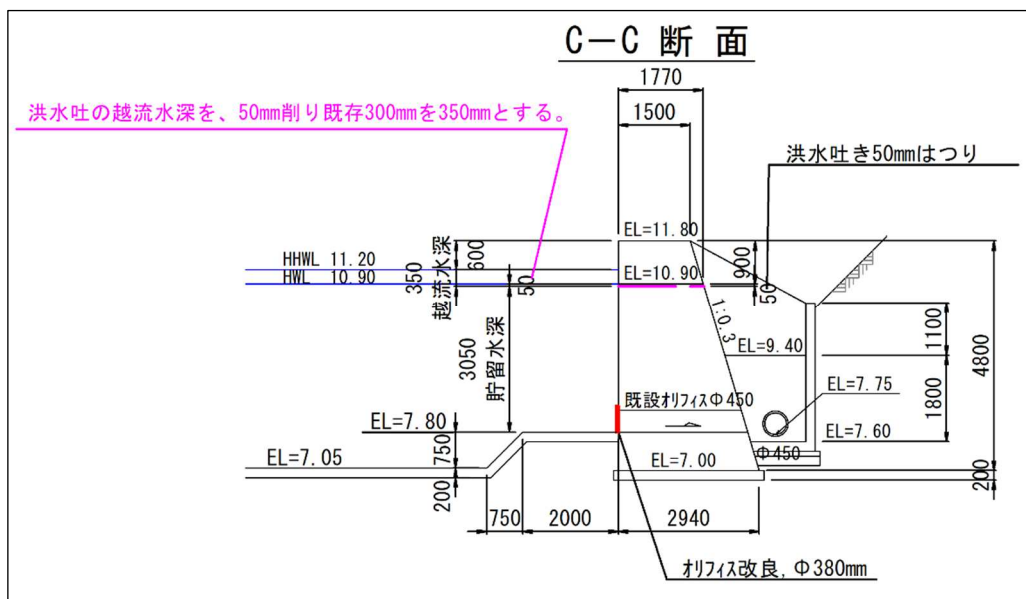 C－C 断 面
1770
1500
洪水吐の越流水深を、50mm削り既存300mmを350mmとする。
洪水吐き50mmはつり
EL=11.80
HHWL 11.20
HWL 10.90
350
越流水深
600
50
EL=10.90
900
50
1:0.3
3050
貯留水深
EL=9.40
1100
4800
1800
EL=7.75
既設ｵﾘﾌｨｽΦ450
EL=7.80
EL=7.60
Φ450
EL=7.05
750
EL=7.00
200
200
750
2000
2940
ｵﾘﾌｨｽ改良,Φ380mm